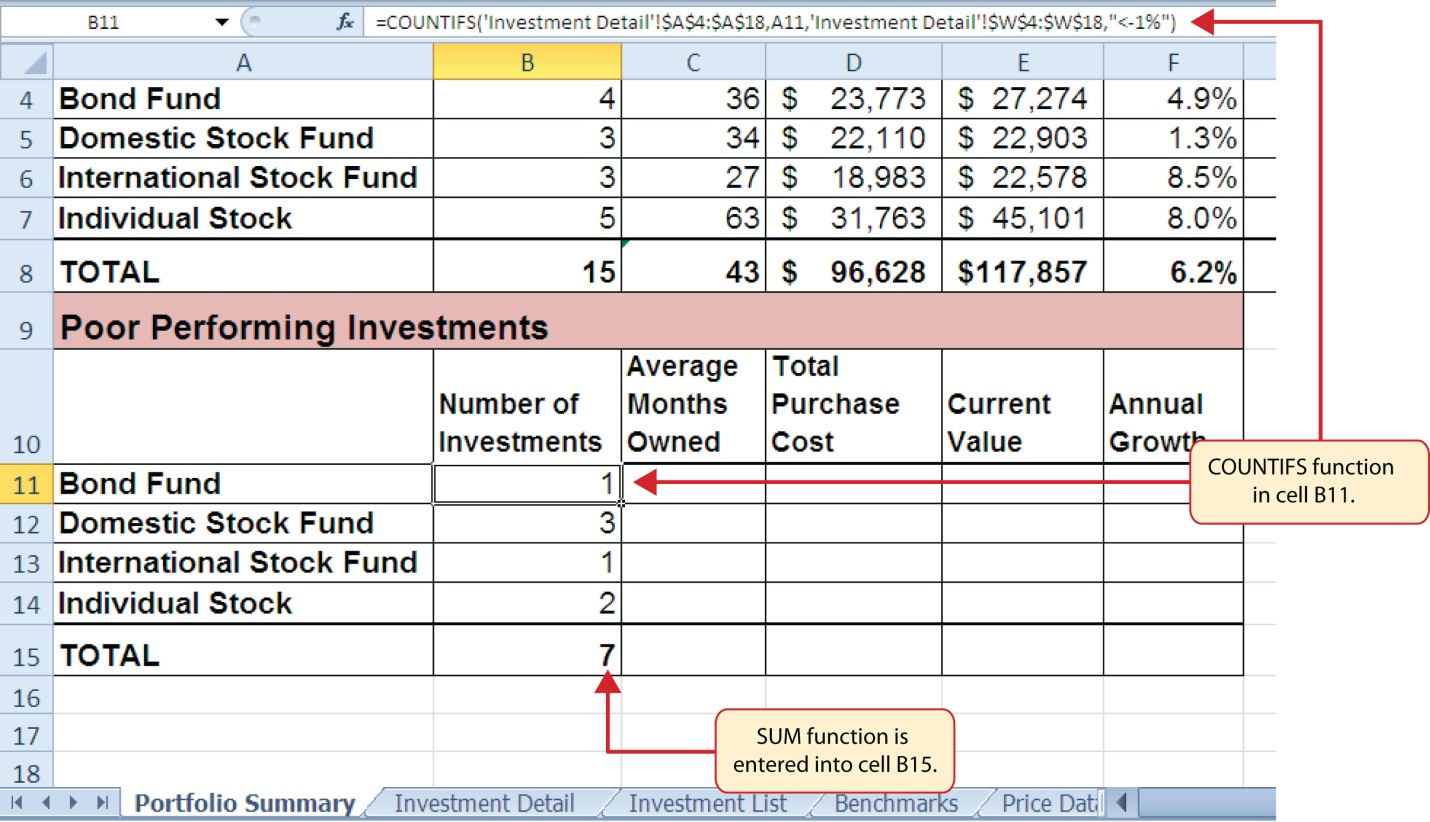 B11 fx =COUNTIFS('Investment Detail'!$A$4:$A$18,A11,'Investment Detail'!$W$4:$W$18,"<-1%")
A B C D E F
4 Bond Fund 4 36 $ 23,773 $ 27,274 4.9%
5 Domestic Stock Fund 3 34 $ 22,110 $ 22,903 1.3%
6 International Stock Fund 3 27 $ 18,983 $ 22,578 8.5%
7 Individual Stock 5 63 $ 31,763 $ 45,101 8.0%
8 TOTAL 15 43 $ 96,628 $117,857 6.2%
9 Poor Performing Investments
Average Total
Number of Months Purchase Current Annual
10 Investments Owned Cost Value Growth
COUNTIFS function
in cell B11.
11 Bond Fund 1
12 Domestic Stock Fund 3
13 International Stock Fund 1
14 Individual Stock 2
15 TOTAL 7
16
17
18
SUM function is
entered into cell B15.
Portfolio Summary Investment Detail Investment List Benchmarks Price Data